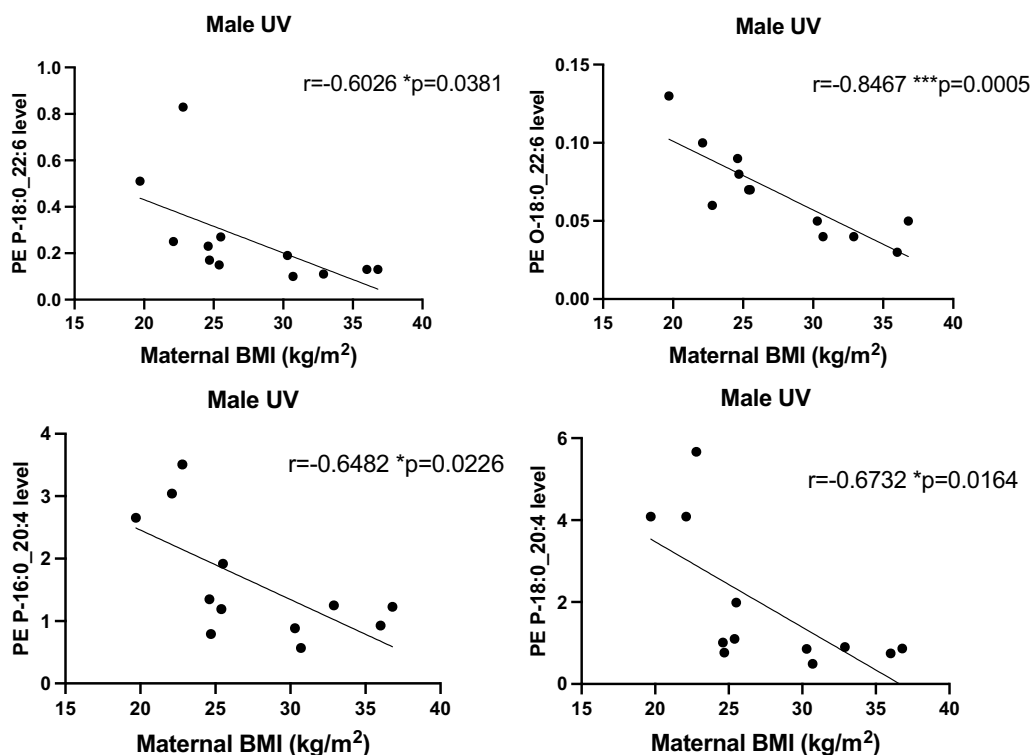 Male UV
r=-0.6026 *p=0.0381
PE P-18:0_22:6 level
1.0
0.8
0.6
0.4
0.2
0.0
15 20 25 30 35 40
Maternal BMI (kg/m²)
Male UV
r=-0.8467 ***p=0.0005
PE O-18:0_22:6 level
0.15
0.10
0.05
0.00
15 20 25 30 35 40
Maternal BMI (kg/m²)
Male UV
r=-0.6482 *p=0.0226
PE P-16:0_20:4 level
4
3
2
1
0
15 20 25 30 35 40
Maternal BMI (kg/m²)
Male UV
r=-0.6732 *p=0.0164
PE P-18:0_20:4 level
6
4
2
0
15 20 25 30 35 40
Maternal BMI (kg/m²)